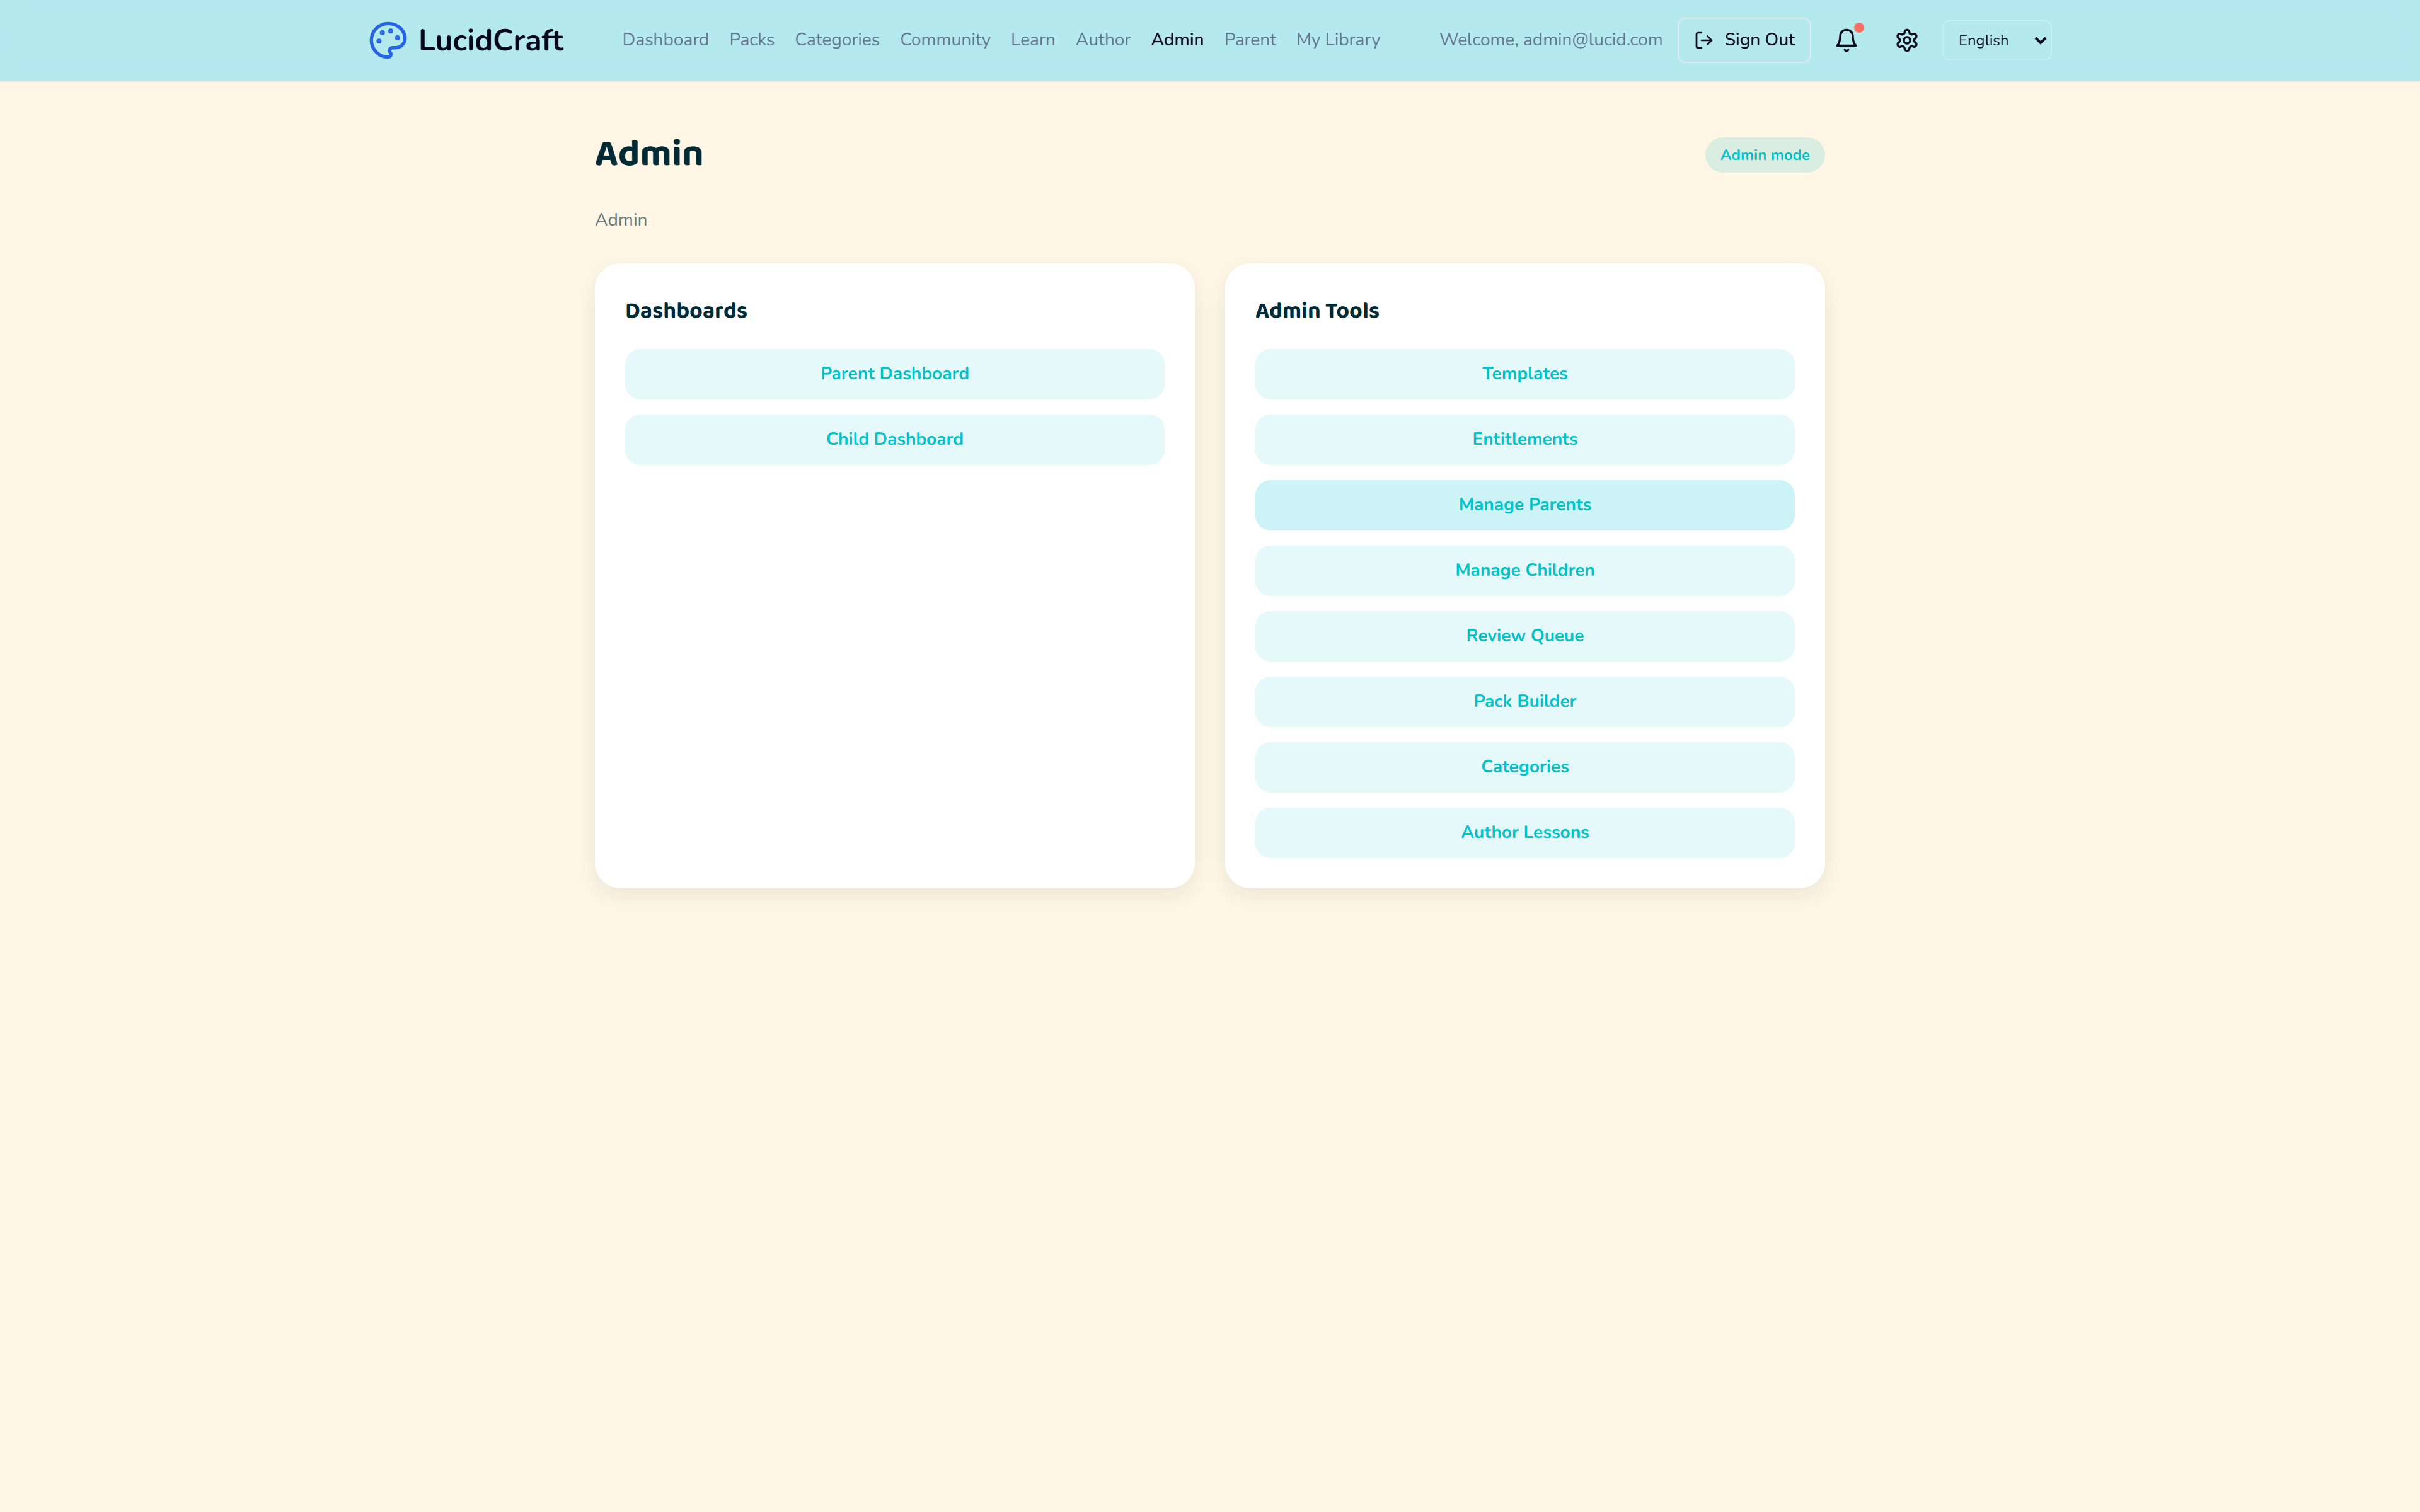 LucidCraft
Dashboard Packs Categories Community Learn Author Admin Parent My Library
Welcome, admin@lucid.com
Sign Out
English
Admin
Admin mode
Admin
Dashboards
Parent Dashboard
Child Dashboard
Admin Tools
Templates
Entitlements
Manage Parents
Manage Children
Review Queue
Pack Builder
Categories
Author Lessons